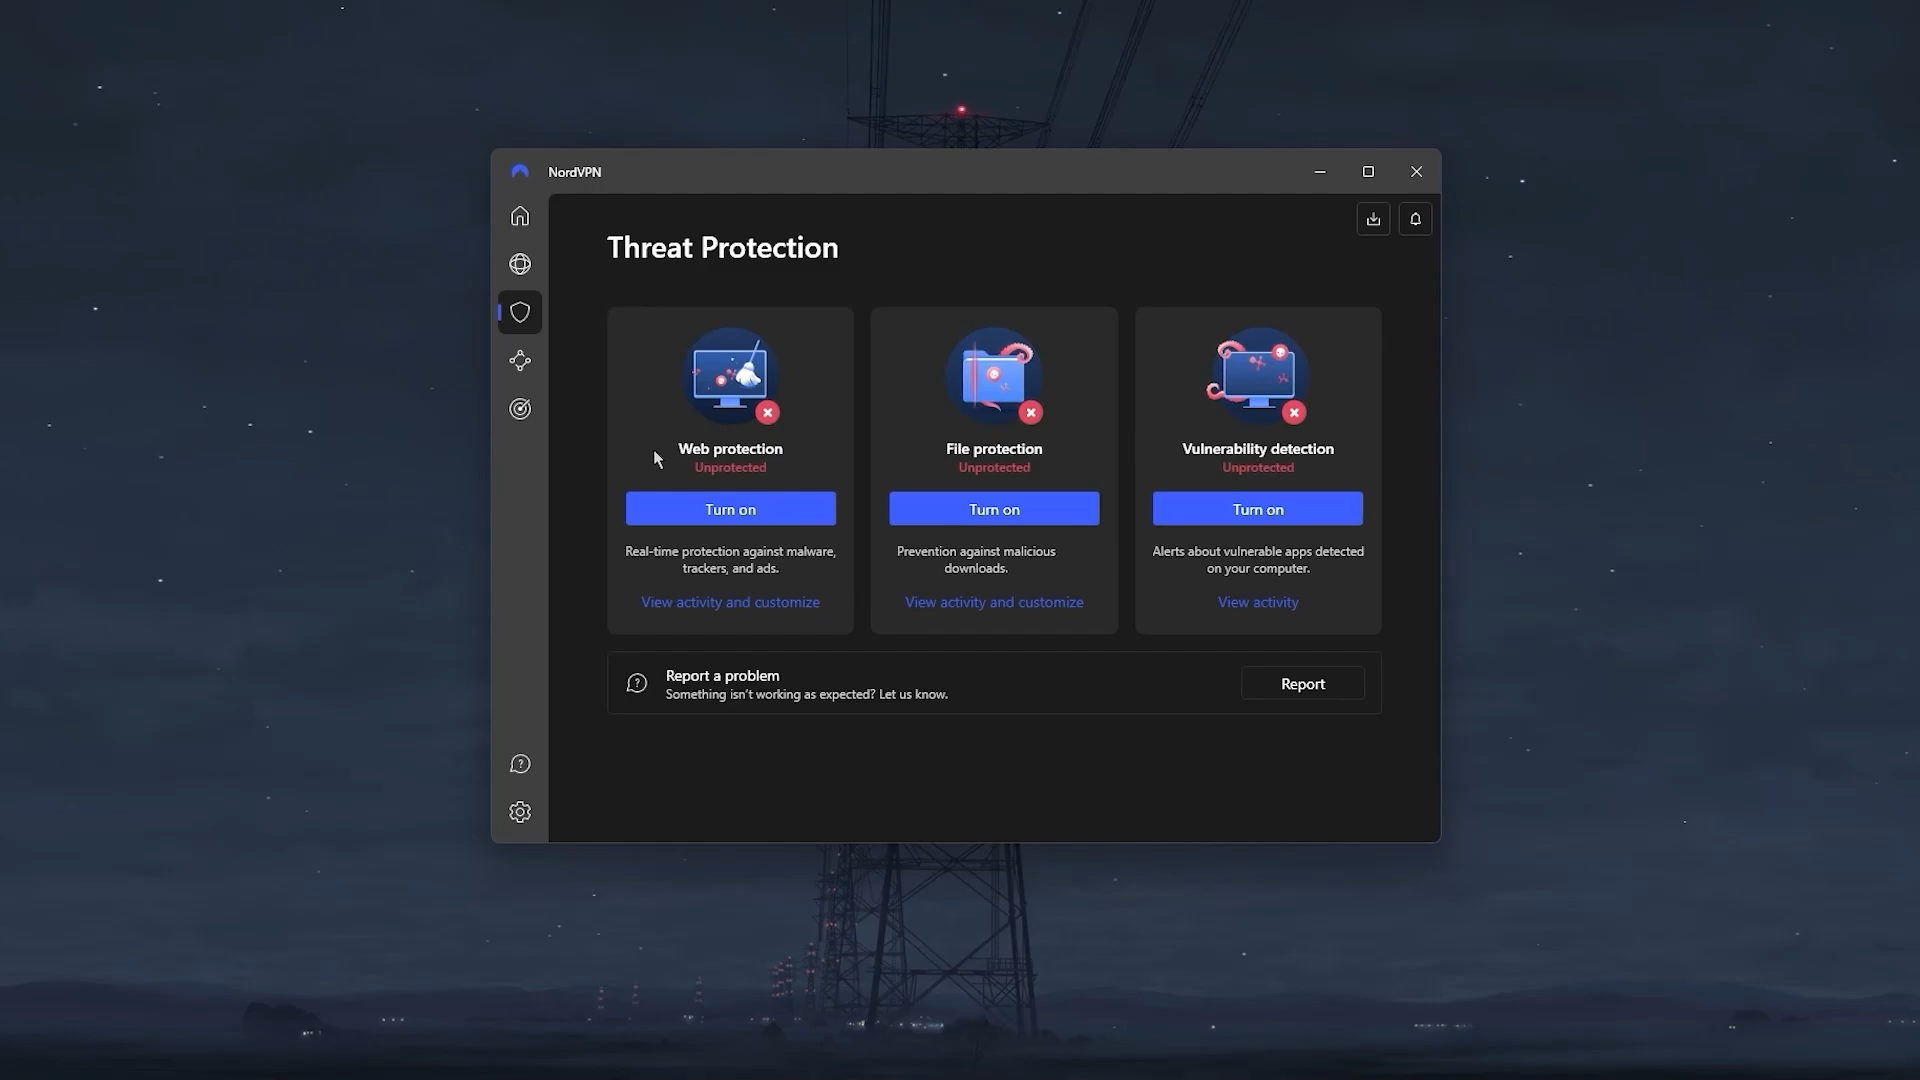 NordVPN
Threat Protection
Web protection
Unprotected
Turn on
Real-time protection against malware,
trackers, and ads.
View activity and customize
File protection
Unprotected
Turn on
Prevention against malicious
downloads.
View activity and customize
Vulnerability detection
Unprotected
Turn on
Alerts about vulnerable apps detected
on your computer.
View activity
Report a problem
Something isn't working as expected? Let us know.
Report